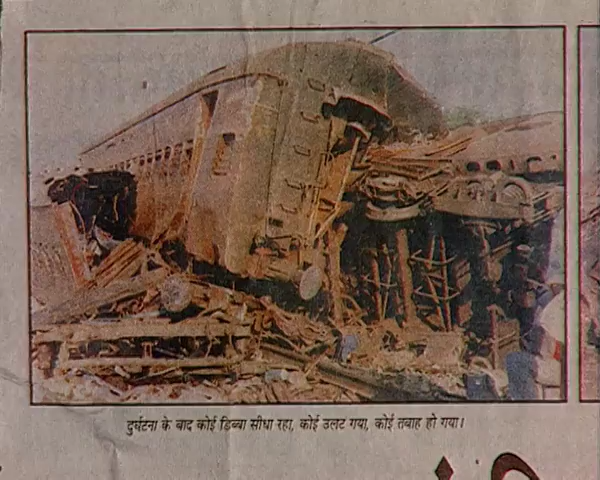 दुर्घटना के बाद कोई डिब्बा सीधा रहा, कोई उलट गया, कोई तबाह हो गया।